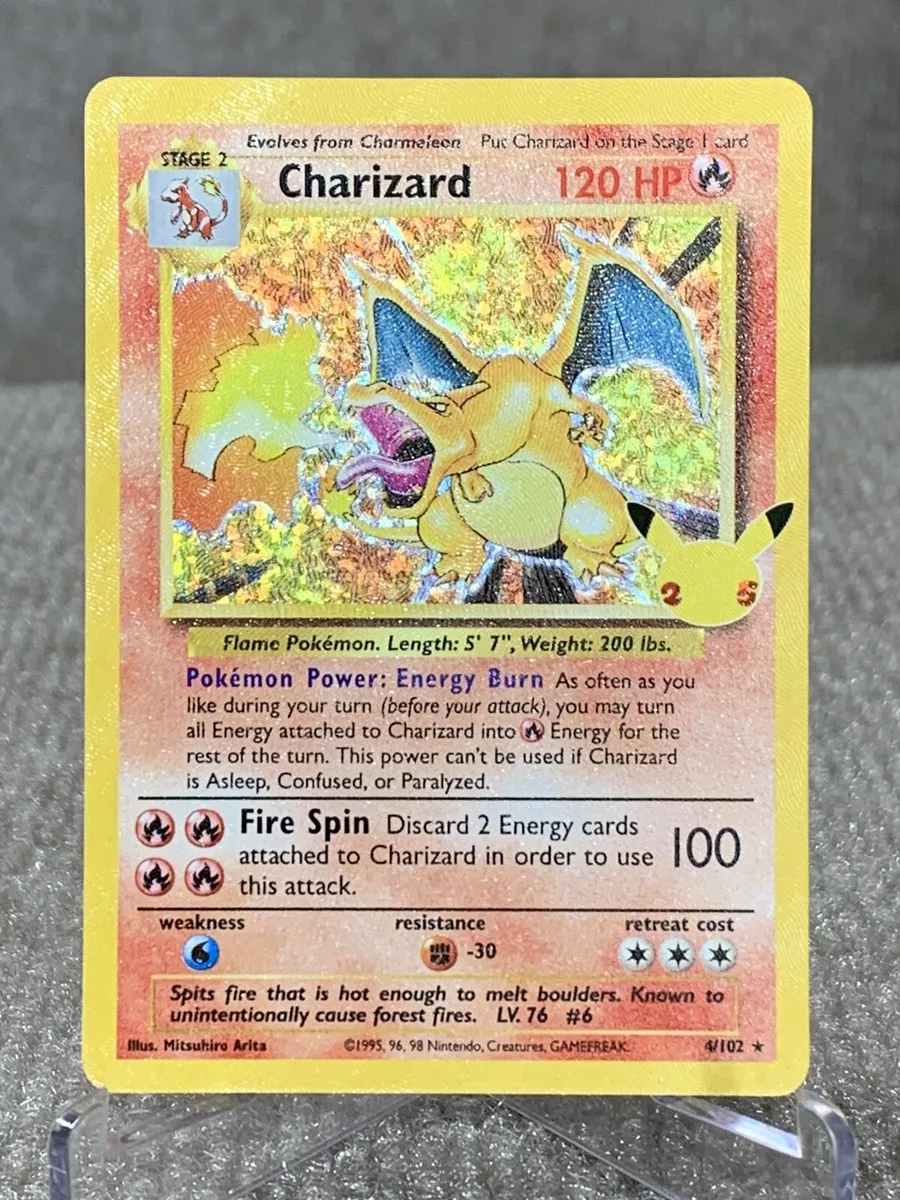 Evolves from Charmeleon Put Charizard on the Stage 1 card
STAGE 2
Charizard 120 HP
25
Flame Pokémon. Length: 5' 7", Weight: 200 lbs.
Pokémon Power: Energy Burn As often as you
like during your turn (before your attack), you may turn
all Energy attached to Charizard into Energy for the
rest of the turn. This power can't be used if Charizard
is Asleep, Confused, or Paralyzed.
Fire Spin Discard 2 Energy cards
attached to Charizard in order to use 100
this attack.
weakness resistance retreat cost
-30
Spits fire that is hot enough to melt boulders. Known to
unintentionally cause forest fires. LV. 76 #6
Illus. Mitsuhiro Arita ©1995, 96, 98 Nintendo, Creatures, GAMEFREAK. 4/102 ★